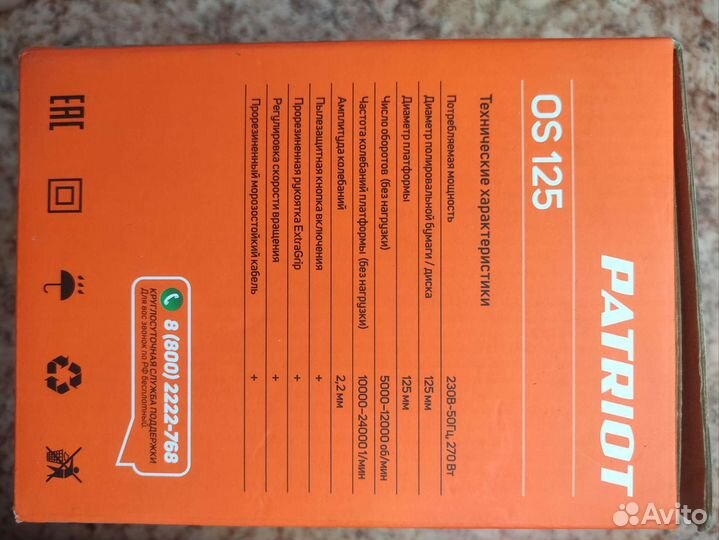 PATRIOT
OS 125
Технические характеристики
Потребляемая мощность 230В~50Гц, 270 Вт
Диаметр полировальной бумаги / диска 125 мм
Диаметр платформы 125 мм
Число оборотов (без нагрузки) 5000–12000 об/мин
Частота колебаний платформы (без нагрузки) 10000–24000 1/мин
Амплитуда колебаний 2,2 мм
Пылезащитная кнопка включения +
Прорезиненная рукоятка ExtraGrip +
Регулировка скорости вращения +
Прорезиненный морозостойкий кабель +
8 (800) 2222-768
КРУГЛОСУТОЧНАЯ СЛУЖБА ПОДДЕРЖКИ
Для вас звонок по РФ бесплатный.
EAC
Avito